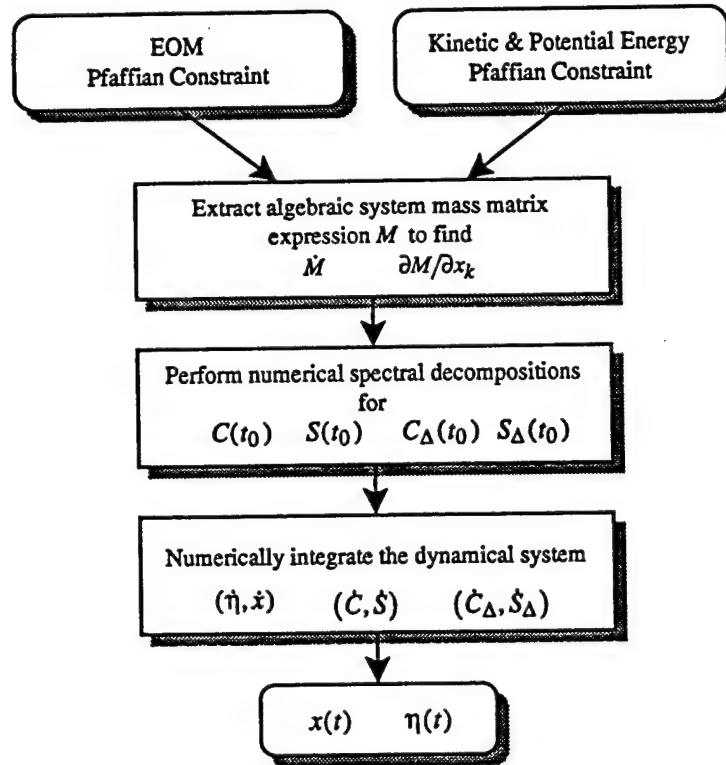 EOM
Pfaffian Constraint
Kinetic & Potential Energy
Pfaffian Constraint
Extract algebraic system mass matrix
expression M to find
Ṁ ∂M/∂xₖ
Perform numerical spectral decompositions
for
C(t₀) S(t₀) C_Δ(t₀) S_Δ(t₀)
Numerically integrate the dynamical system
(η̇,ẋ) (Ċ,Ṡ) (Ċ_Δ,Ṡ_Δ)
x(t) η(t)